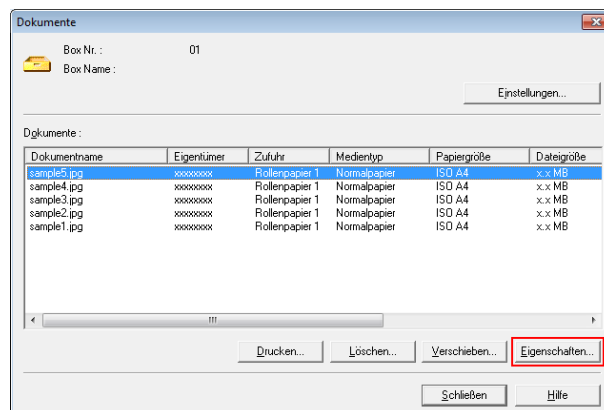 Dokumente
Box Nr. : 01
Box Name :
Einstellungen...
Dokumente :
Dokumentname Eigentümer Zufuhr Medientyp Papiergröße Dateigröße
sample5.jpg xxxxxxxx Rollenpapier 1 Normalpapier ISO A4 x.x MB
sample4.jpg xxxxxxxx Rollenpapier 1 Normalpapier ISO A4 x.x MB
sample3.jpg xxxxxxxx Rollenpapier 1 Normalpapier ISO A4 x.x MB
sample2.jpg xxxxxxxx Rollenpapier 1 Normalpapier ISO A4 x.x MB
sample1.jpg xxxxxxxx Rollenpapier 1 Normalpapier ISO A4 x.x MB
Drucken... Löschen... Verschieben... Eigenschaften...
Schließen Hilfe